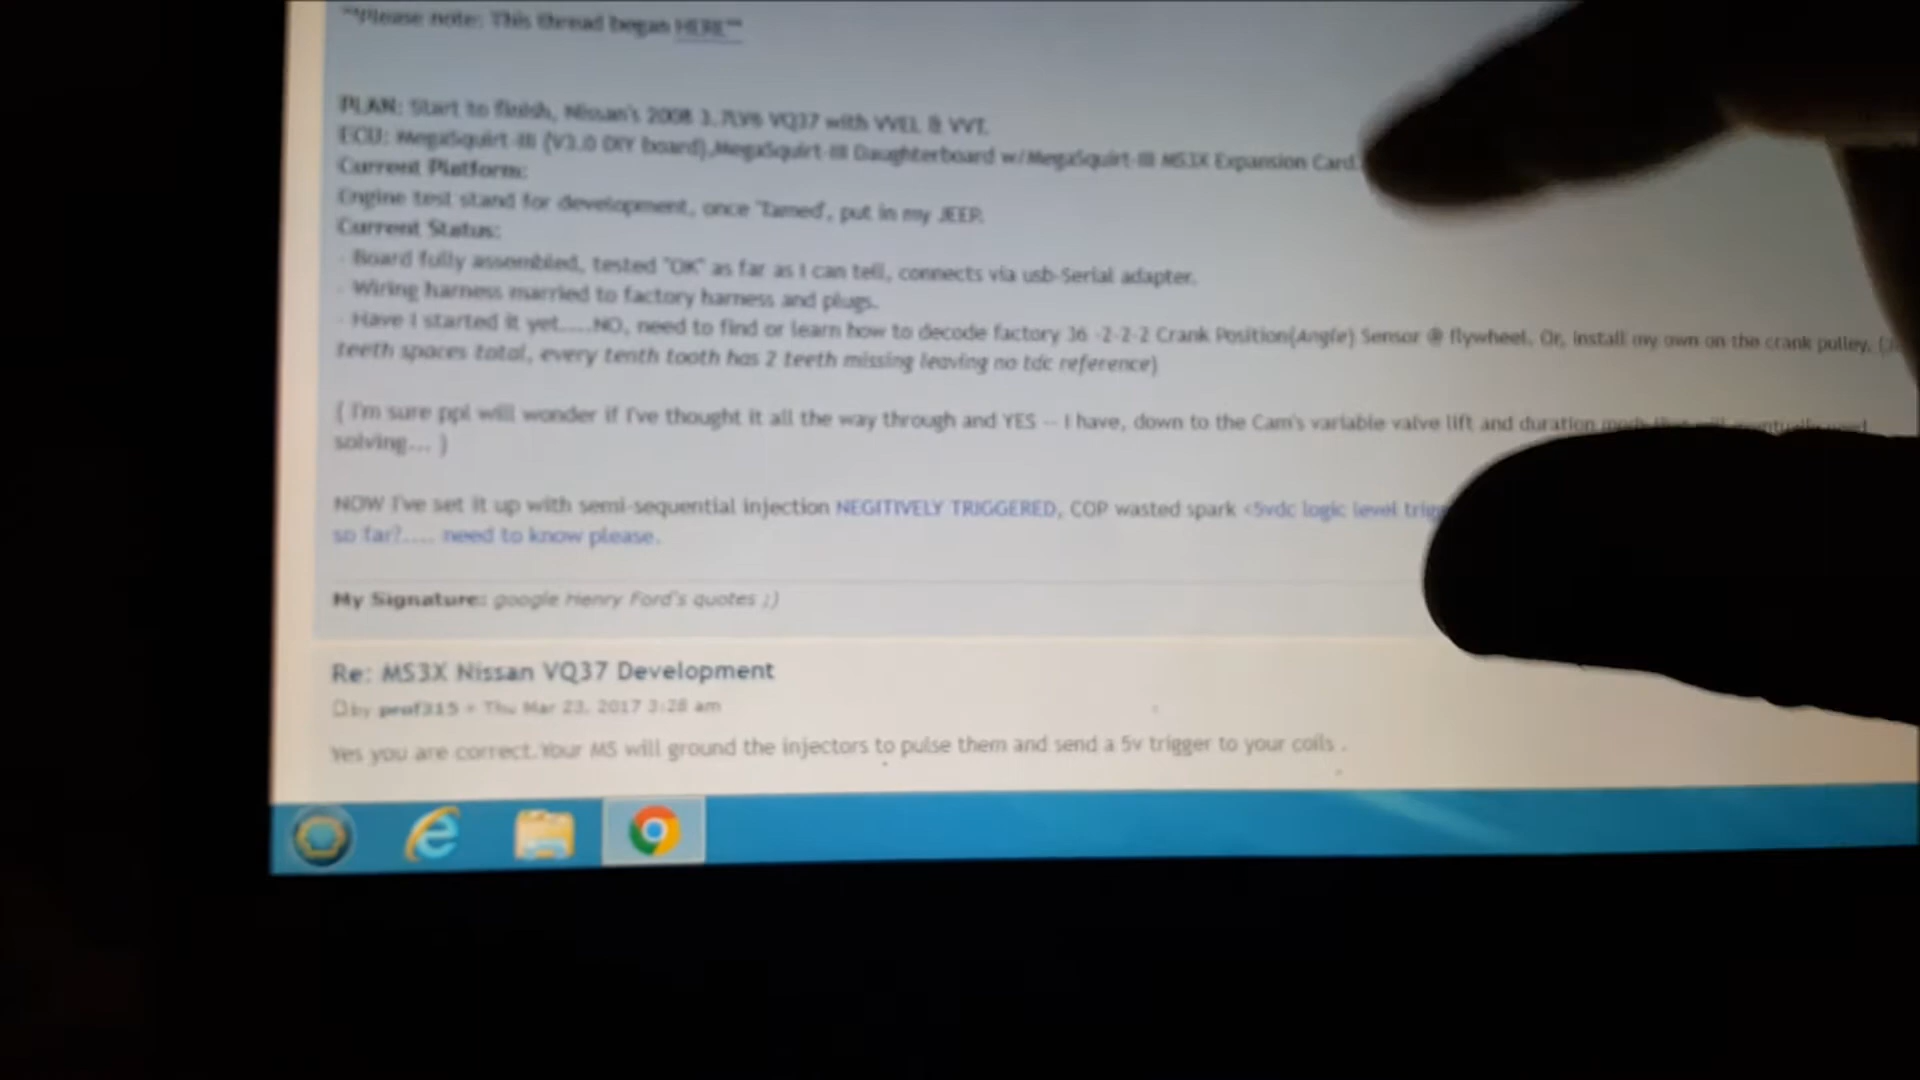 **Please note: This thread began HERE**
PLAN: Start to finish, Nissan's 2008 3.7LV6 VQ37 with VVEL & VVT.
ECU: MegaSquirt-III (V3.0 DIY board),MegaSquirt-III Daughterboard w/MegaSquirt-III MS3X Expansion Card.
Current Platform:
Engine test stand for development, once 'Tamed', put in my JEEP.
Current Status:
- Board fully assembled, tested "OK" as far as I can tell, connects via usb-Serial adapter.
- Wiring harness married to factory harness and plugs.
- Have I started it yet.....NO, need to find or learn how to decode factory 36 -2-2-2 Crank Position(Angle) Sensor @ flywheel. Or, install my own on the crank pulley. (
teeth spaces total, every tenth tooth has 2 teeth missing leaving no tdc reference)
( I'm sure ppl will wonder if I've thought it all the way through and YES -- I have, down to the Cam's variable valve lift and duration
solving... )
NOW I've set it up with semi-sequential injection NEGITIVELY TRIGGERED, COP wasted spark <5vdc logic level
so far?.... need to know please.
My Signature: google Henry Ford's quotes ;)
Re: MS3X Nissan VQ37 Development
by prof315 » Thu Mar 23, 2017 3:28 am
Yes you are correct.Your MS will ground the injectors to pulse them and send a 5v trigger to your coils .